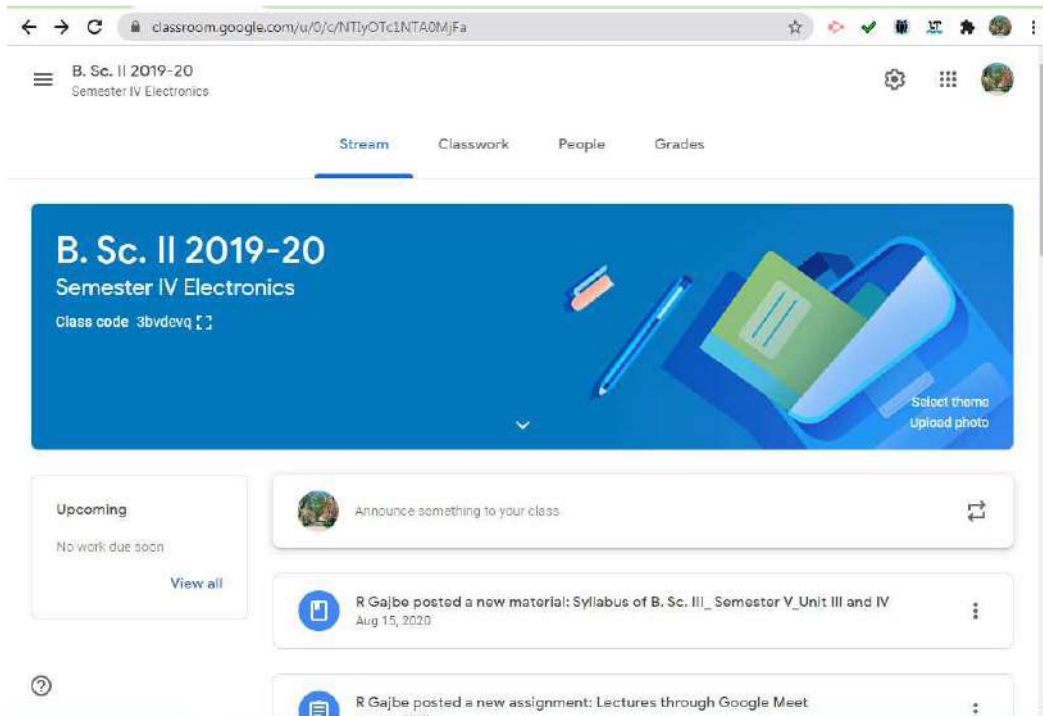 classroom.google.com/u/0/c/NTIyOTc1NTA0MjFa
B. Sc. II 2019-20
Semester IV Electronics
Stream Classwork People Grades
B. Sc. II 2019-20
Semester IV Electronics
Class code 3bvdevq
Select theme
Upload photo
Upcoming
No work due soon
View all
Announce something to your class
R Gajbe posted a new material: Syllabus of B. Sc. III_ Semester V_Unit III and IV
Aug 15, 2020
R Gajbe posted a new assignment: Lectures through Google Meet